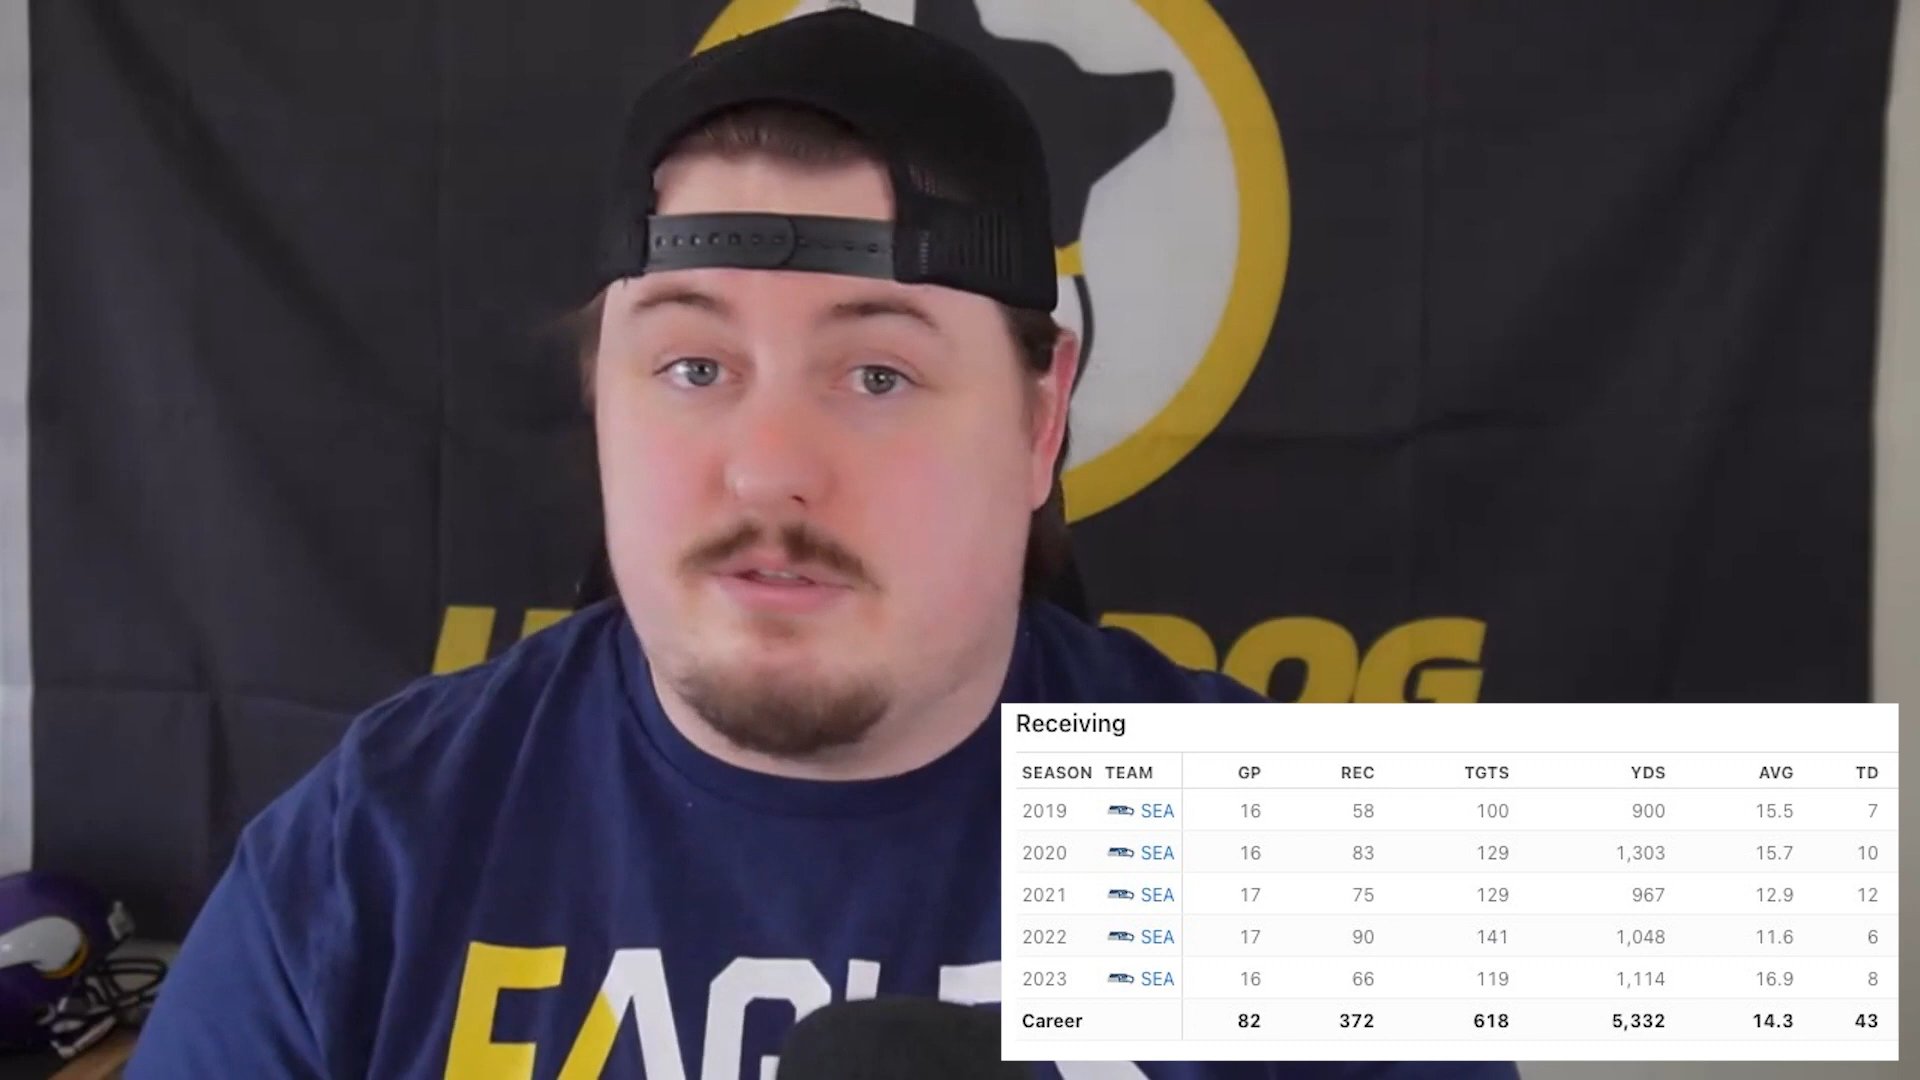 DOG
Receiving
SEASON TEAM GP REC TGTS YDS AVG TD
2019 SEA 16 58 100 900 15.5 7
2020 SEA 16 83 129 1,303 15.7 10
2021 SEA 17 75 129 967 12.9 12
2022 SEA 17 90 141 1,048 11.6 6
2023 SEA 16 66 119 1,114 16.9 8
Career 82 372 618 5,332 14.3 43
EAGL